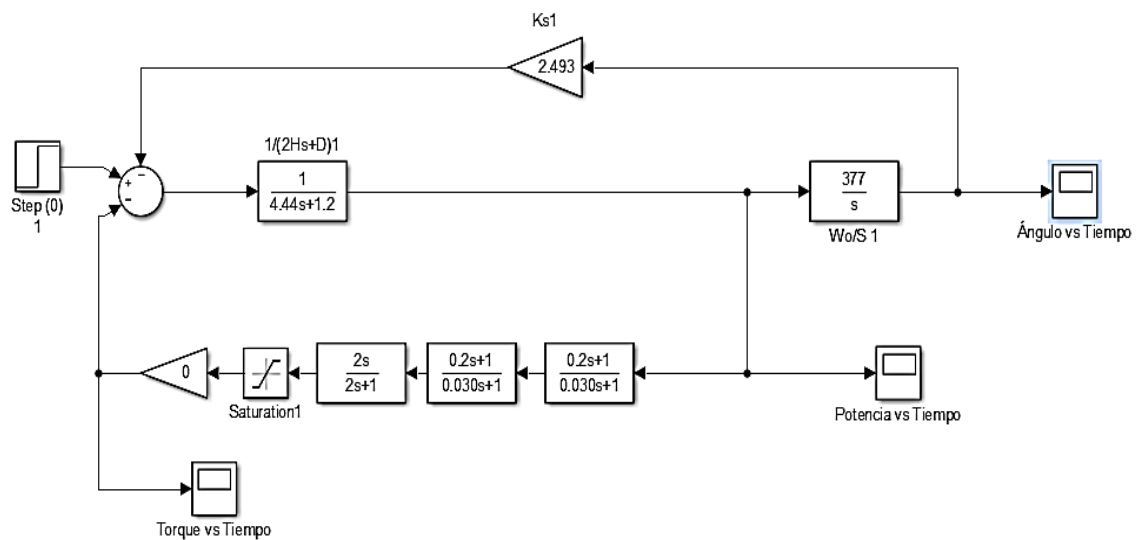 Ks1
2.493
1/(2Hs+D)1
+
−
−
1
4.44s+1.2
377
s
Step (0)
1
Wo/S 1
Ángulo vs Tiempo
0
2s
2s+1
0.2s+1
0.030s+1
0.2s+1
0.030s+1
Saturation1
Potencia vs Tiempo
Torque vs Tiempo